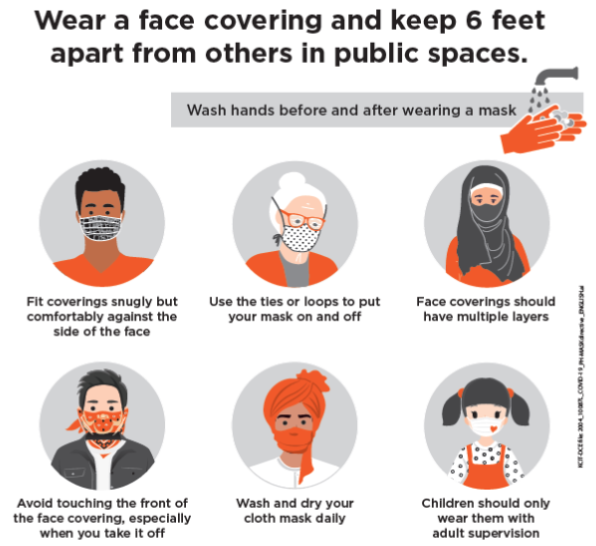 Wear a face covering and keep 6 feet
apart from others in public spaces.
Wash hands before and after wearing a mask
Fit coverings snugly but
comfortably against the
side of the face
Use the ties or loops to put
your mask on and off
Face coverings should
have multiple layers
Avoid touching the front of
the face covering, especially
when you take it off
Wash and dry your
cloth mask daily
Children should only
wear them with
adult supervision